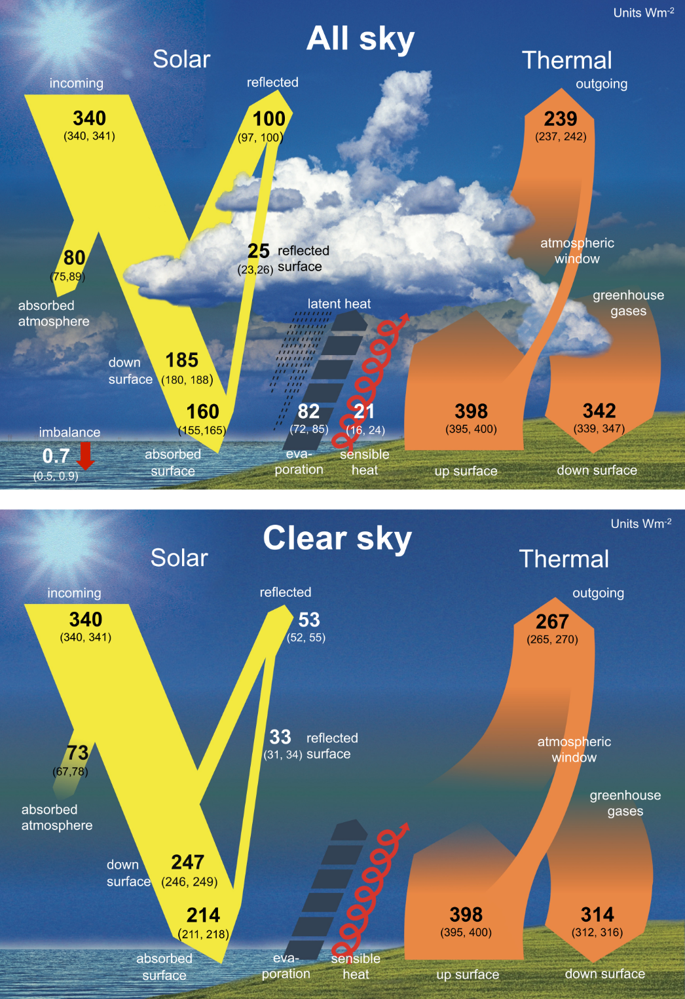 Units Wm-2
All sky
Solar
Thermal
incoming
reflected
outgoing
340
(340, 341)
100
(97, 100)
239
(237, 242)
atmospheric
window
80
(75,89)
25
(23,26)
reflected
surface
absorbed
atmosphere
latent heat
greenhouse
gases
down
surface
185
(180, 188)
160
(155,165)
82
(72, 85)
21
(16, 24)
398
(395, 400)
342
(339, 347)
imbalance
0.7
(0.5, 0.9)
absorbed
surface
eva-
poration
sensible
heat
up surface
down surface
Units Wm-2
Clear sky
Solar
Thermal
incoming
reflected
outgoing
340
(340, 341)
53
(52, 55)
267
(265, 270)
73
(67,78)
33
(31, 34)
reflected
surface
atmospheric
window
absorbed
atmosphere
greenhouse
gases
down
surface
247
(246, 249)
214
(211, 218)
398
(395, 400)
314
(312, 316)
absorbed
surface
eva-
poration
sensible
heat
up surface
down surface